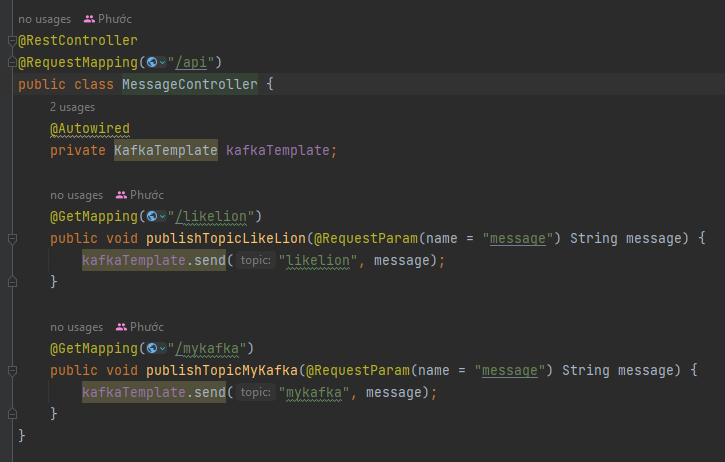 no usages Phước
@RestController
@RequestMapping("/api")
public class MessageController {
2 usages
@Autowired
private KafkaTemplate kafkaTemplate;
no usages Phước
@GetMapping("/likelion")
public void publishTopicLikeLion(@RequestParam(name = "message") String message) {
kafkaTemplate.send( topic: "likelion", message);
}
no usages Phước
@GetMapping("/mykafka")
public void publishTopicMyKafka(@RequestParam(name = "message") String message) {
kafkaTemplate.send( topic: "mykafka", message);
}
}